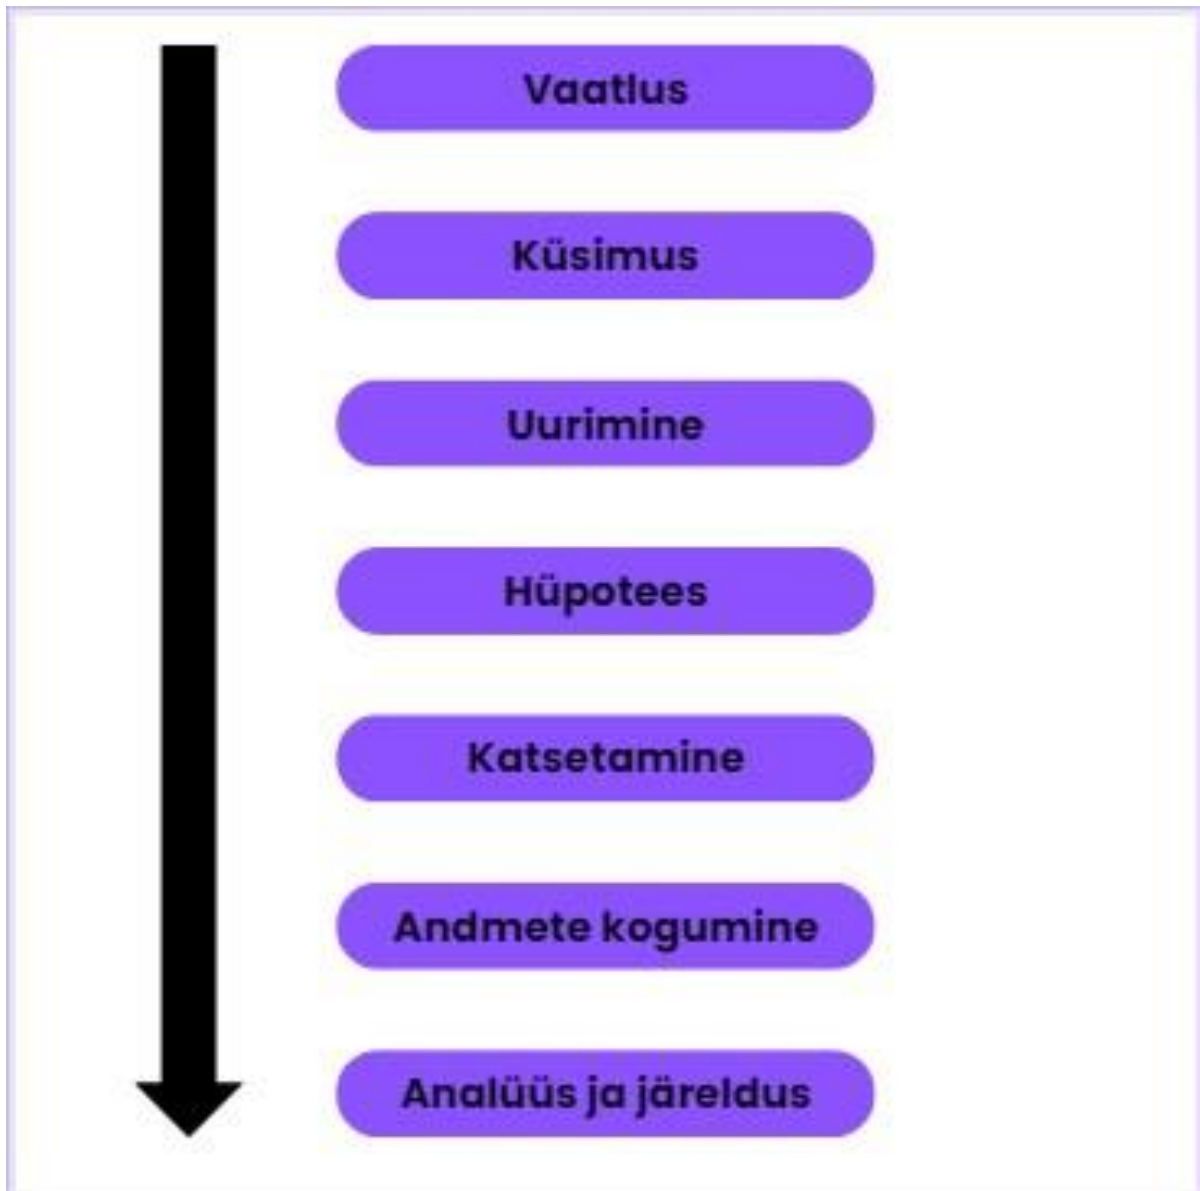 Vaatlus
Küsimus
Uurimine
Hüpotees
Katsetamine
Andmete kogumine
Analüüs ja järeldus